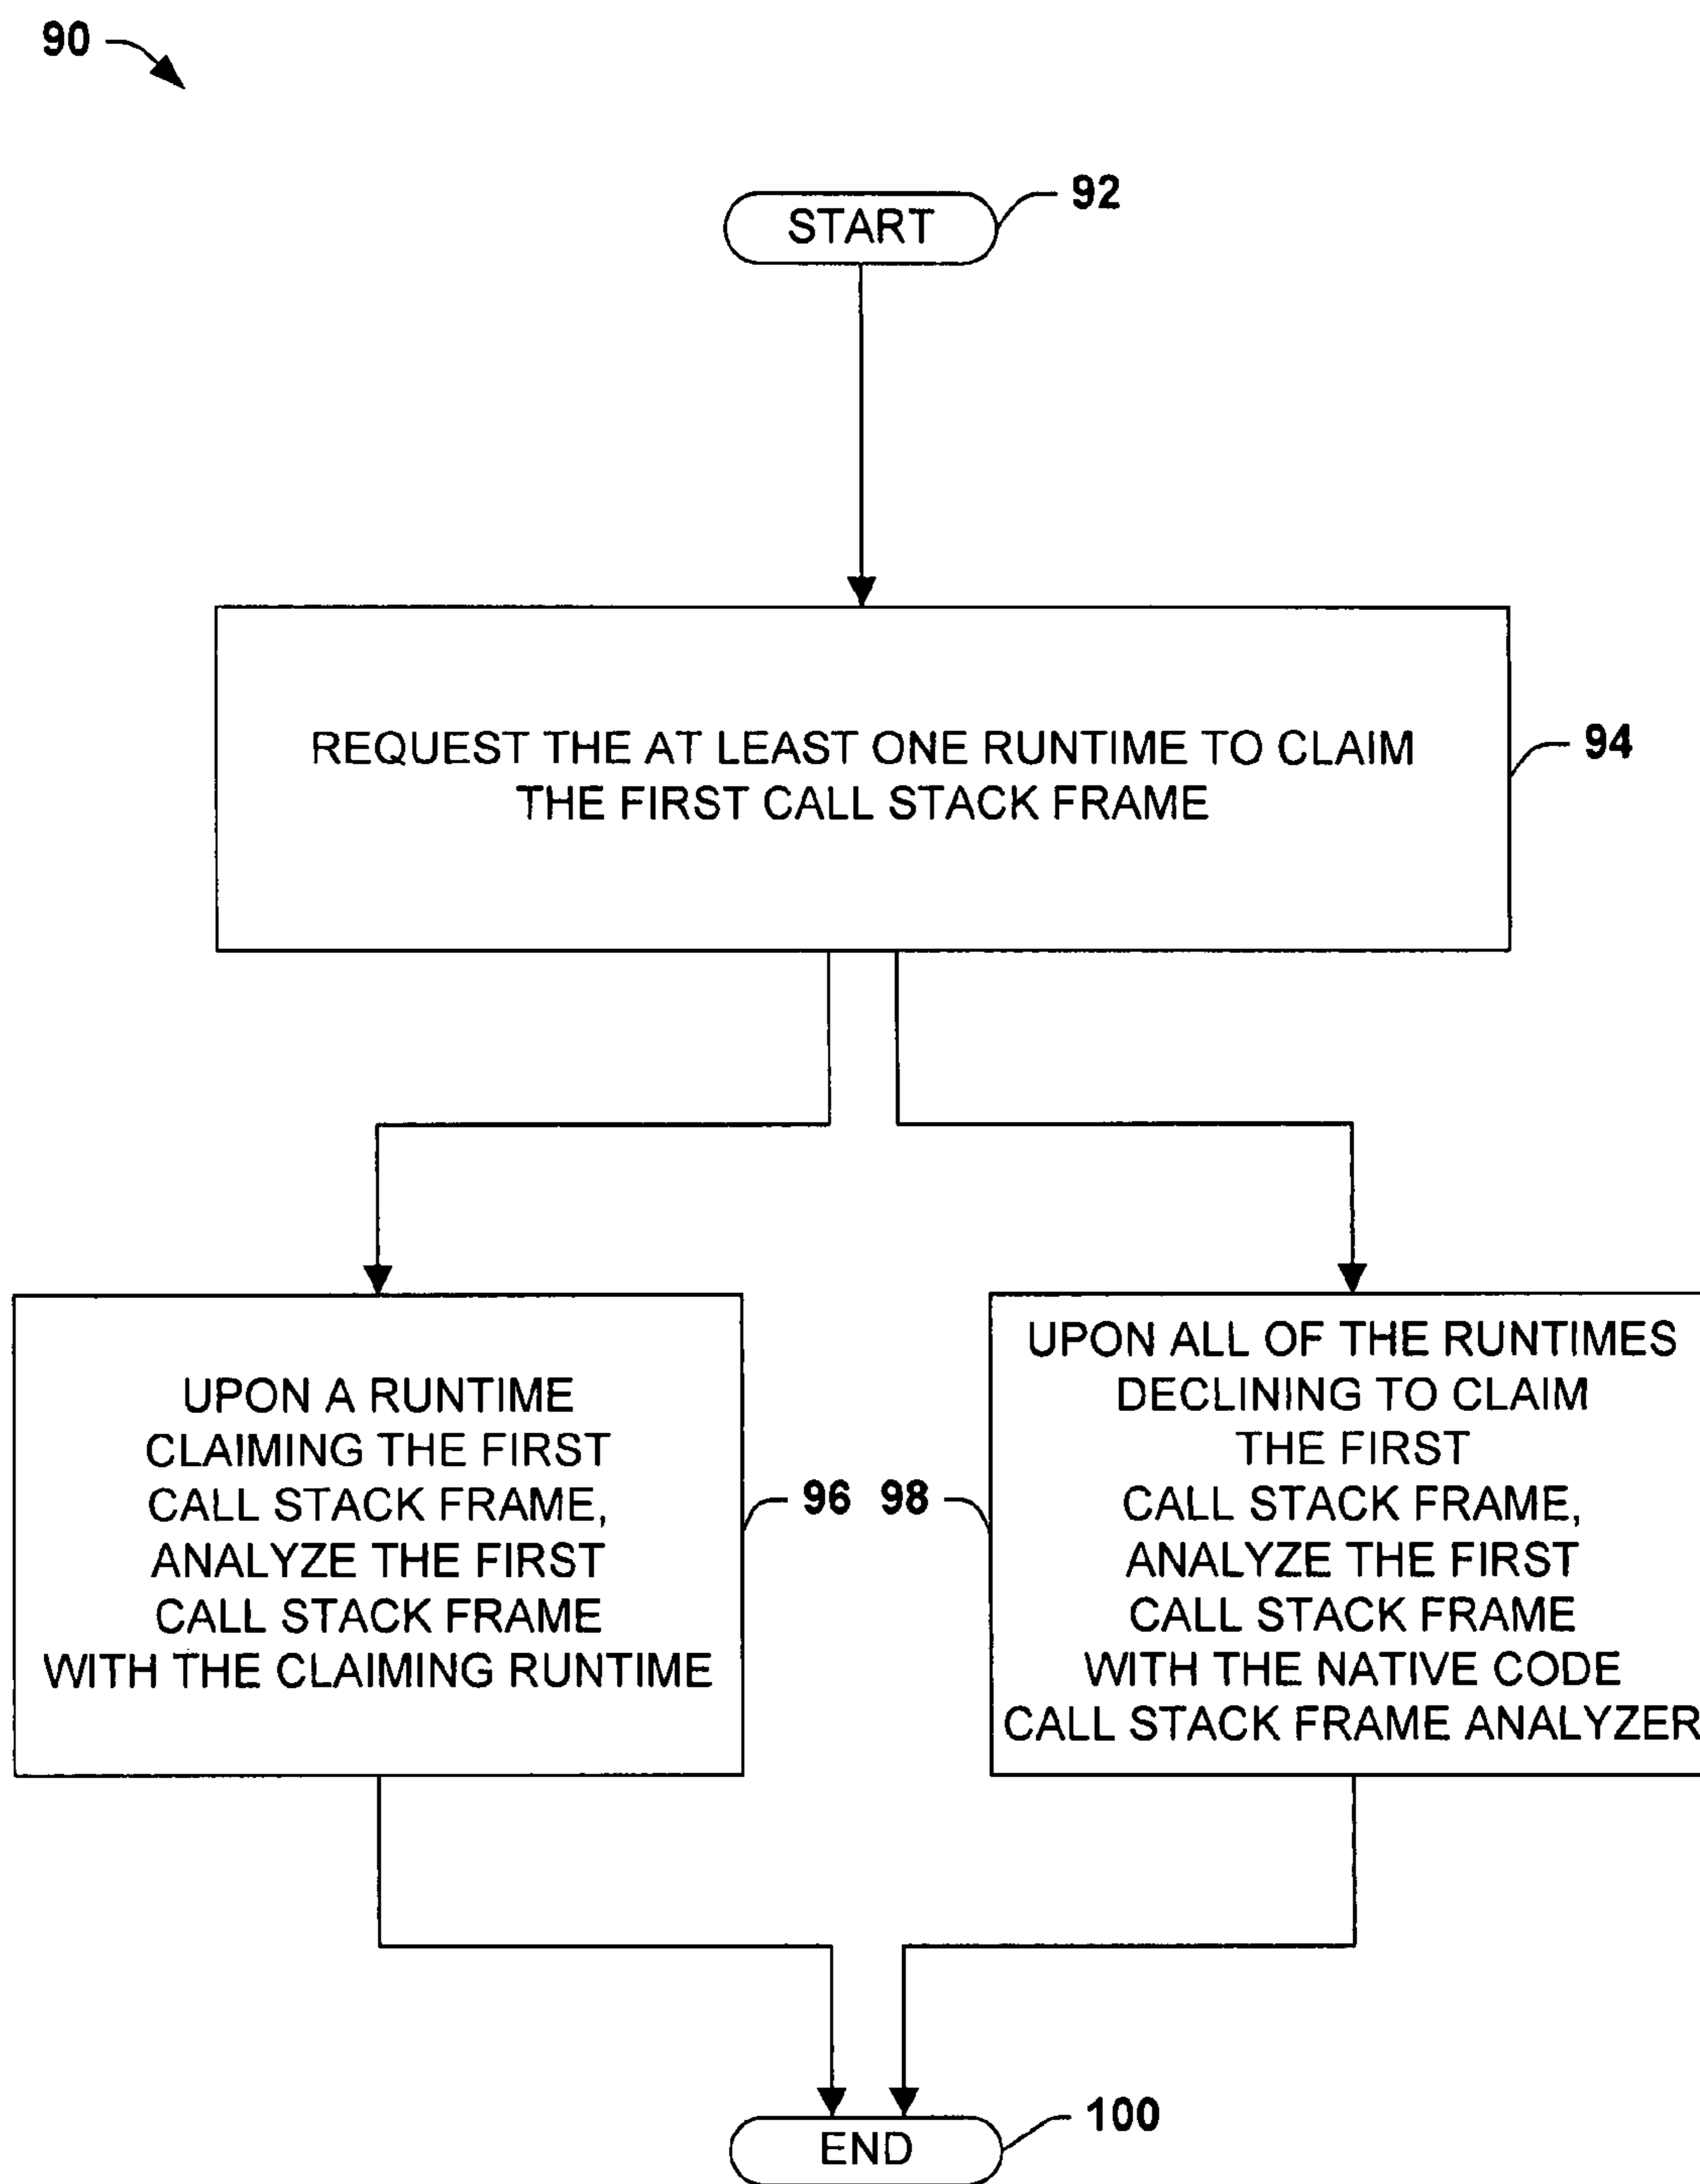 90
START
92
REQUEST THE AT LEAST ONE RUNTIME TO CLAIM
THE FIRST CALL STACK FRAME
94
UPON A RUNTIME
CLAIMING THE FIRST
CALL STACK FRAME,
ANALYZE THE FIRST
CALL STACK FRAME
WITH THE CLAIMING RUNTIME
96
98
UPON ALL OF THE RUNTIMES
DECLINING TO CLAIM
THE FIRST
CALL STACK FRAME,
ANALYZE THE FIRST
CALL STACK FRAME
WITH THE NATIVE CODE
CALL STACK FRAME ANALYZER
END
100